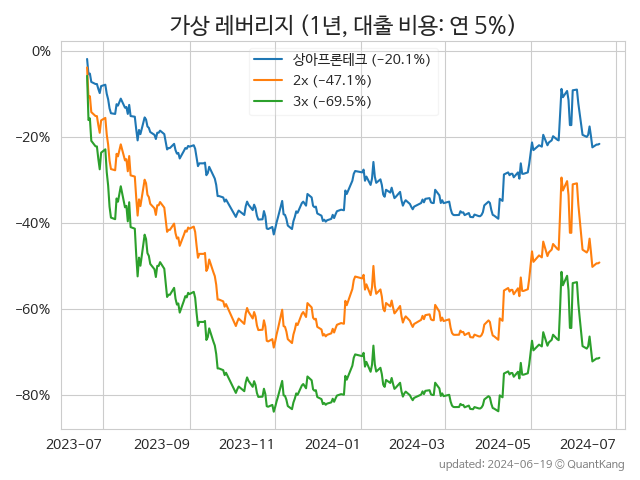 가상 레버리지 (1년, 대출 비용: 연 5%)
상아프론테크 (−20.1%)
2x (−47.1%)
3x (−69.5%)
0%
−20%
−40%
−60%
−80%
2023−07 2023−09 2023−11 2024−01 2024−03 2024−05 2024−07
updated: 2024-06-19 © QuantKang